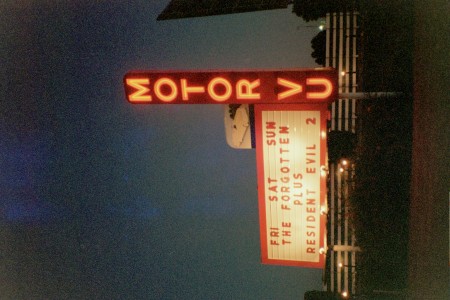 MOTOR VU
FRI SAT SUN
THE FORGOTTEN
PLUS
RESIDENT EVIL 2